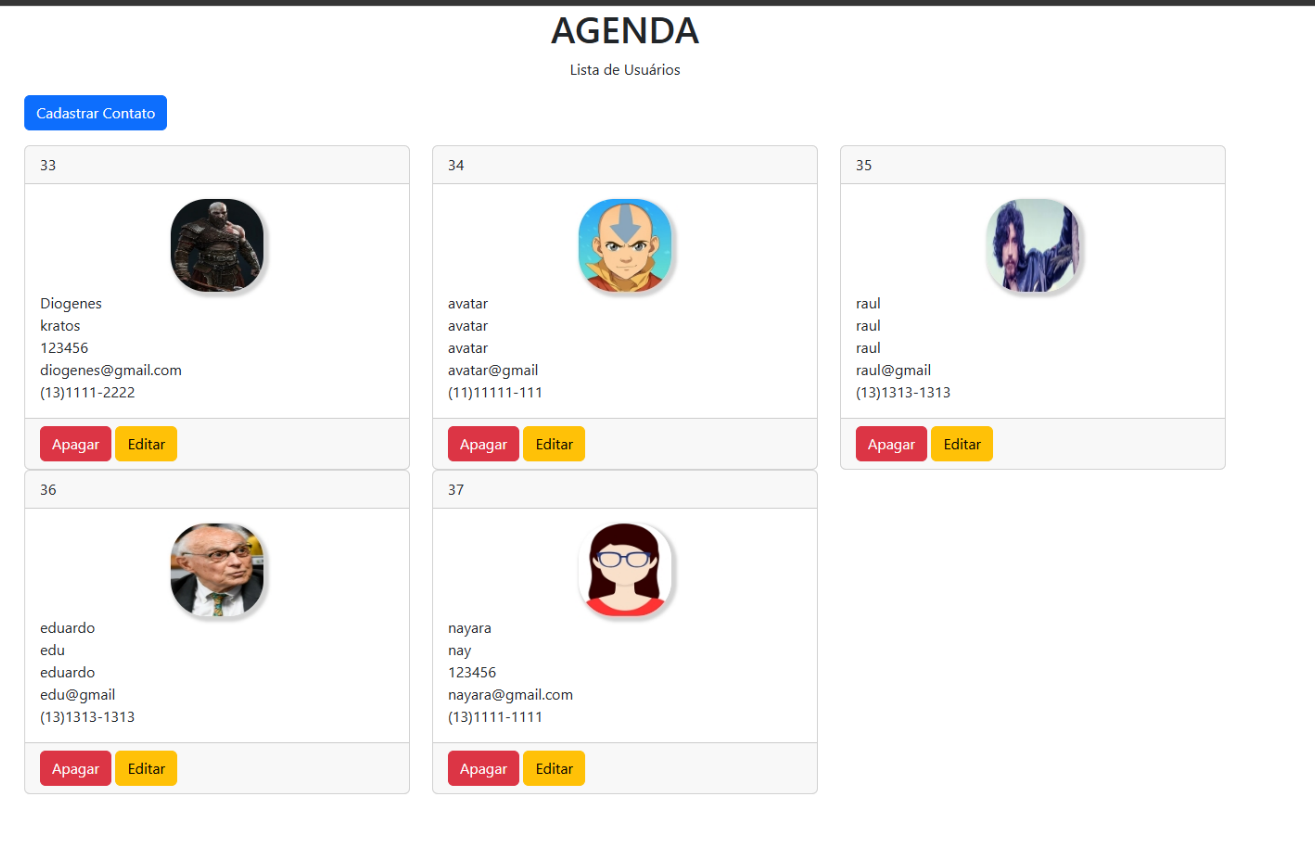 AGENDA
Lista de Usuários
Cadastrar Contato
33
Diogenes
kratos
123456
diogenes@gmail.com
(13)1111-2222
Apagar Editar
34
avatar
avatar
avatar
avatar@gmail
(11)11111-111
Apagar Editar
35
raul
raul
raul
raul@gmail
(13)1313-1313
Apagar Editar
36
eduardo
edu
eduardo
edu@gmail
(13)1313-1313
Apagar Editar
37
nayara
nay
123456
nayara@gmail.com
(13)1111-1111
Apagar Editar